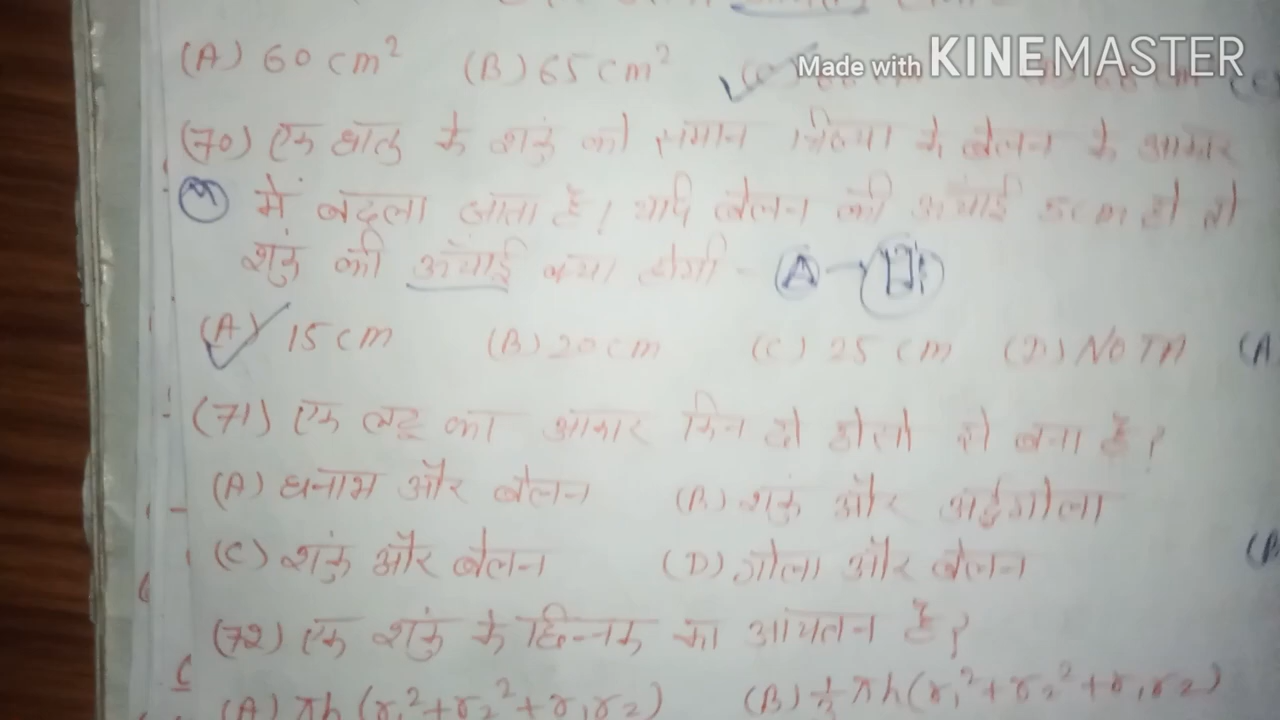 (A) 60 cm² (B) 65 cm² (C)
Made with KINEMASTER
(70) एक धातु के शंकु को समान त्रिज्या के बेलन के आकार
में बदला जाता है। यदि बेलन की ऊंचाई 5cm हो तो
शंकु की ऊंचाई क्या होगी - (A)
(A) 15 cm (B) 20 cm (C) 25 cm (D) NOTA (A
(71) एक लट्टू का आकार किन दो ठोसो से बना है?
(A) घनाभ और बेलन (B) शंकु और अर्द्धगोला
(C) शंकु और बेलन (D) गोला और बेलन
(72) एक शंकु के छिन्नक का आयतन है?
(A) πh (r₁²+r₂²+r₁r₂) (B) ⅓πh(r₁²+r₂²+r₁r₂)